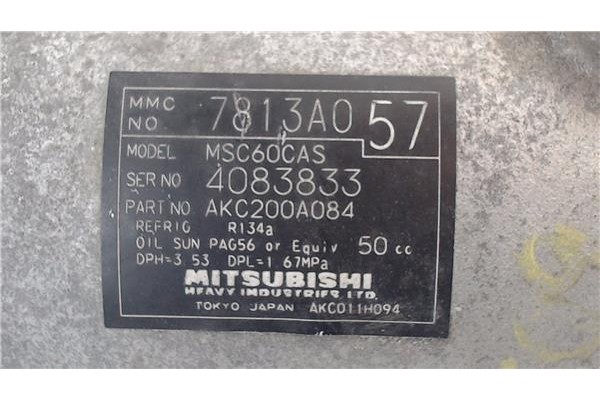 MMC NO 7813A0 57
MODEL MSC60CAS
SER NO 4083833
PART NO AKC200A084
REFRIG R134a
OIL SUN PAG56 or Equiv 50 cc
DPH=3 53 DPL=1 67MPa
MITSUBISHI
HEAVY INDUSTRIES, LTD.
TOKYO JAPAN AKC011H094